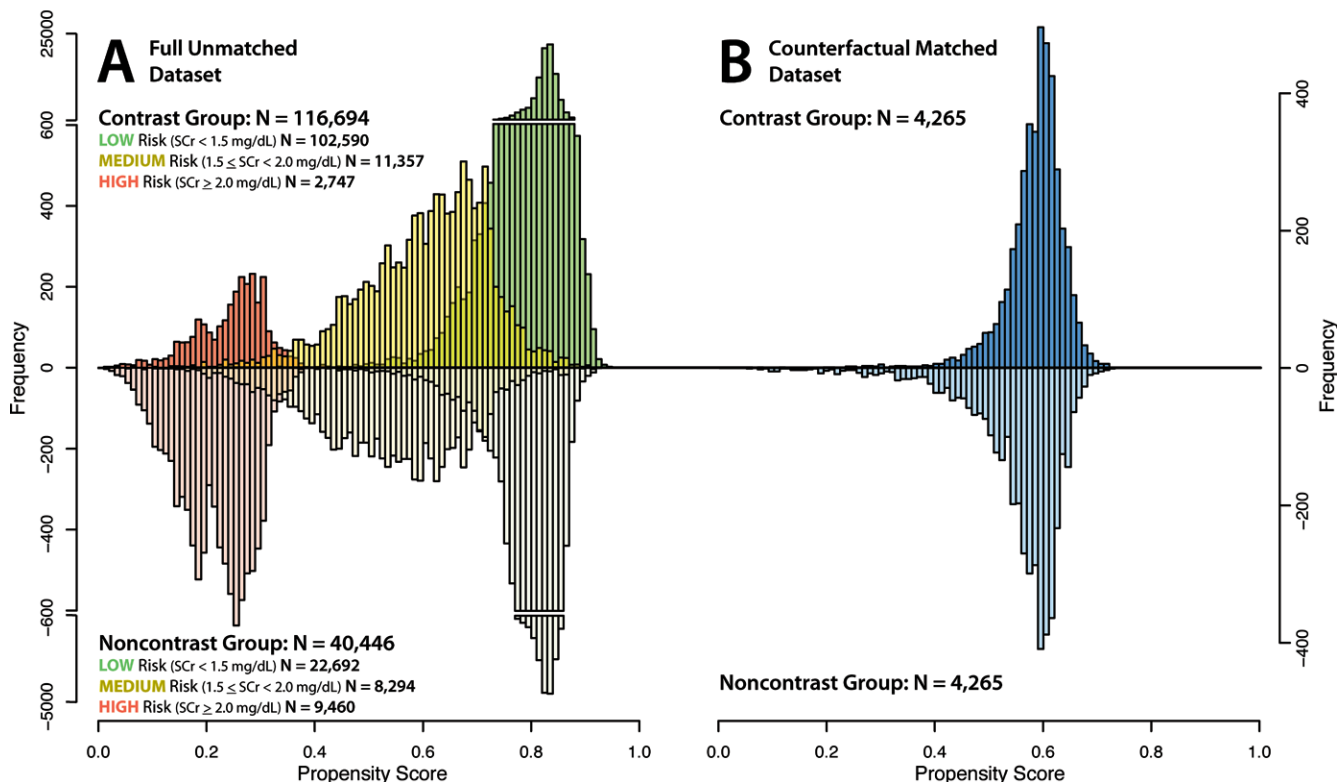 A Full Unmatched
Dataset
Contrast Group: N = 116,694
LOW Risk (SCr < 1.5 mg/dL) N = 102,590
MEDIUM Risk (1.5 ≤ SCr < 2.0 mg/dL) N = 11,357
HIGH Risk (SCr ≥ 2.0 mg/dL) N = 2,747
25000
600
400
200
0
-200
-400
-600
-5000
Frequency
Noncontrast Group: N = 40,446
LOW Risk (SCr < 1.5 mg/dL) N = 22,692
MEDIUM Risk (1.5 ≤ SCr < 2.0 mg/dL) N = 8,294
HIGH Risk (SCr ≥ 2.0 mg/dL) N = 9,460
0.0 0.2 0.4 0.6 0.8 1.0
Propensity Score
B Counterfactual Matched
Dataset
Contrast Group: N = 4,265
400
200
0
-200
-400
Frequency
Noncontrast Group: N = 4,265
0.0 0.2 0.4 0.6 0.8 1.0
Propensity Score